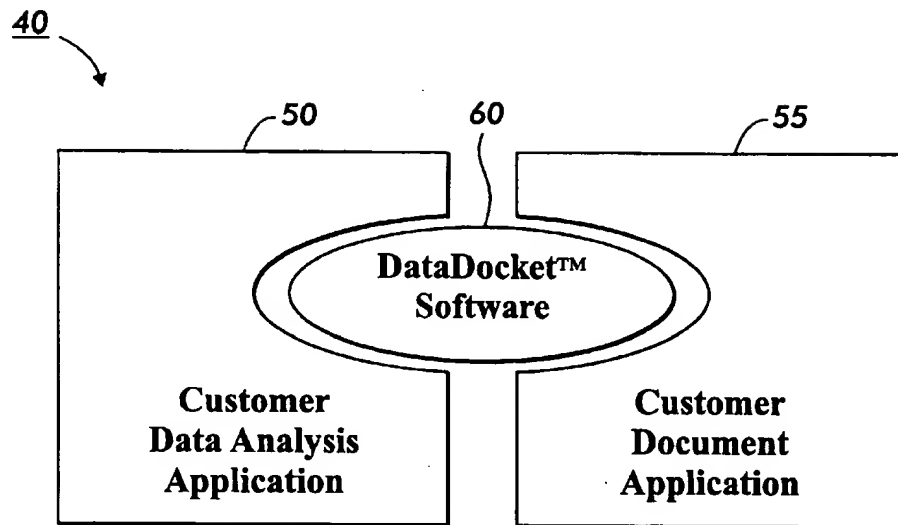 40
50
60
55
DataDocket™
Software
Customer
Data Analysis
Application
Customer
Document
Application